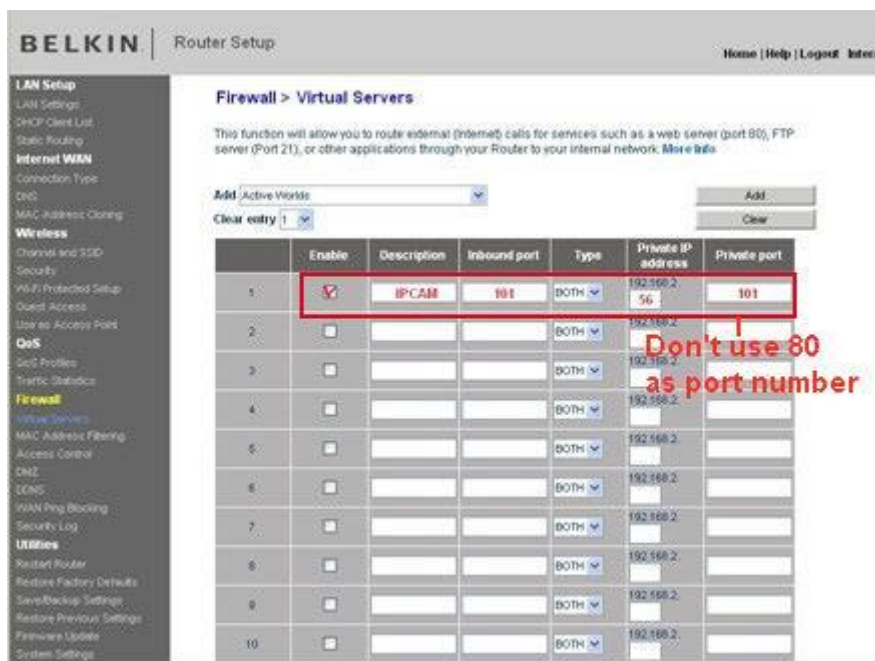 BELKIN | Router Setup
Home | Help | Logout
LAN Setup
LAN Settings
DHCP Client List
Static Routing
Internet WAN
Connection Type
DNS
MAC Address Cloning
Wireless
Channel and SSID
Security
Wi-Fi Protected Setup
Guest Access
Use as Access Point
QoS
QoS Profiles
Traffic Statistics
Firewall
Virtual Servers
MAC Address Filtering
Access Control
DMZ
DDNS
WAN Ping Blocking
Security Log
Utilities
Restart Router
Restore Factory Defaults
Save/Backup Settings
Restore Previous Settings
Firmware Update
System Settings
Firewall > Virtual Servers
This function will allow you to route external (Internet) calls for services such as a web server (port 80), FTP
server (Port 21), or other applications through your Router to your internal network. More Info
Add Active Worlds Add
Clear entry 1 Clear
Enable Description Inbound port Type Private IP address Private port
1 IPCAM 101 BOTH 192.168.2. 56 101
2 BOTH 192.168.2.
Don't use 80
as port number
3 BOTH 192.168.2.
4 BOTH 192.168.2.
5 BOTH 192.168.2.
6 BOTH 192.168.2.
7 BOTH 192.168.2.
8 BOTH 192.168.2.
9 BOTH 192.168.2.
10 BOTH 192.168.2.